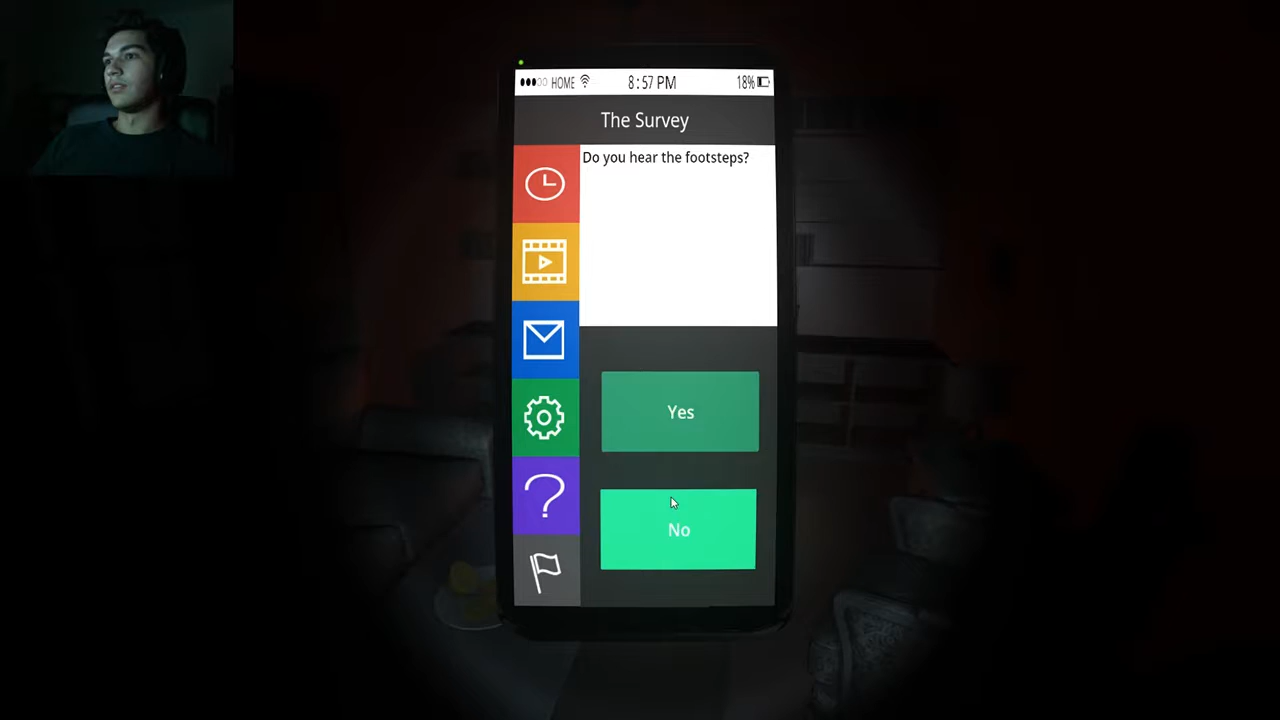 HOME 8:57 PM 18%
The Survey
Do you hear the footsteps?
Yes
No